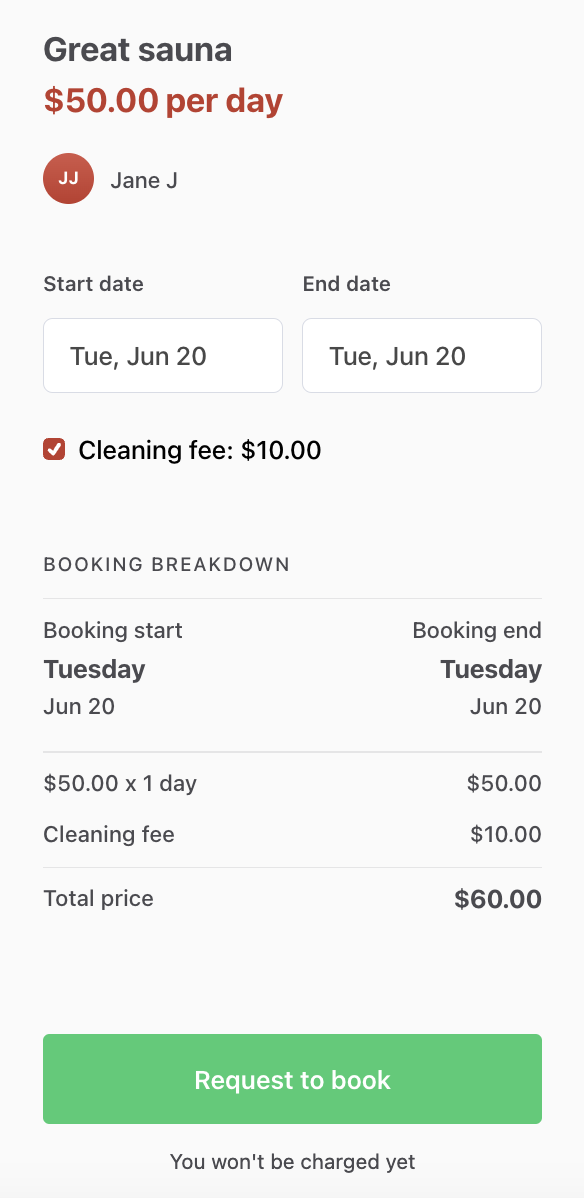 Great sauna
$50.00 per day
JJ Jane J
Start date End date
Tue, Jun 20 Tue, Jun 20
Cleaning fee: $10.00
BOOKING BREAKDOWN
Booking start Booking end
Tuesday Tuesday
Jun 20 Jun 20
$50.00 x 1 day $50.00
Cleaning fee $10.00
Total price $60.00
Request to book
You won't be charged yet